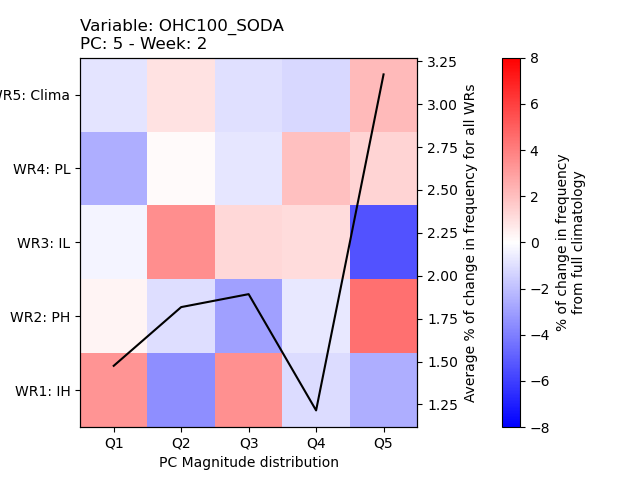 Variable: OHC100_SODA
PC: 5 - Week: 2
WR5: Clima
WR4: PL
WR3: IL
WR2: PH
WR1: IH
Q1 Q2 Q3 Q4 Q5
PC Magnitude distribution
3.25
3.00
2.75
2.50
2.25
2.00
1.75
1.50
1.25
Average % of change in frequency for all WRs
8
6
4
2
0
−2
−4
−6
−8
% of change in frequency
from full climatology